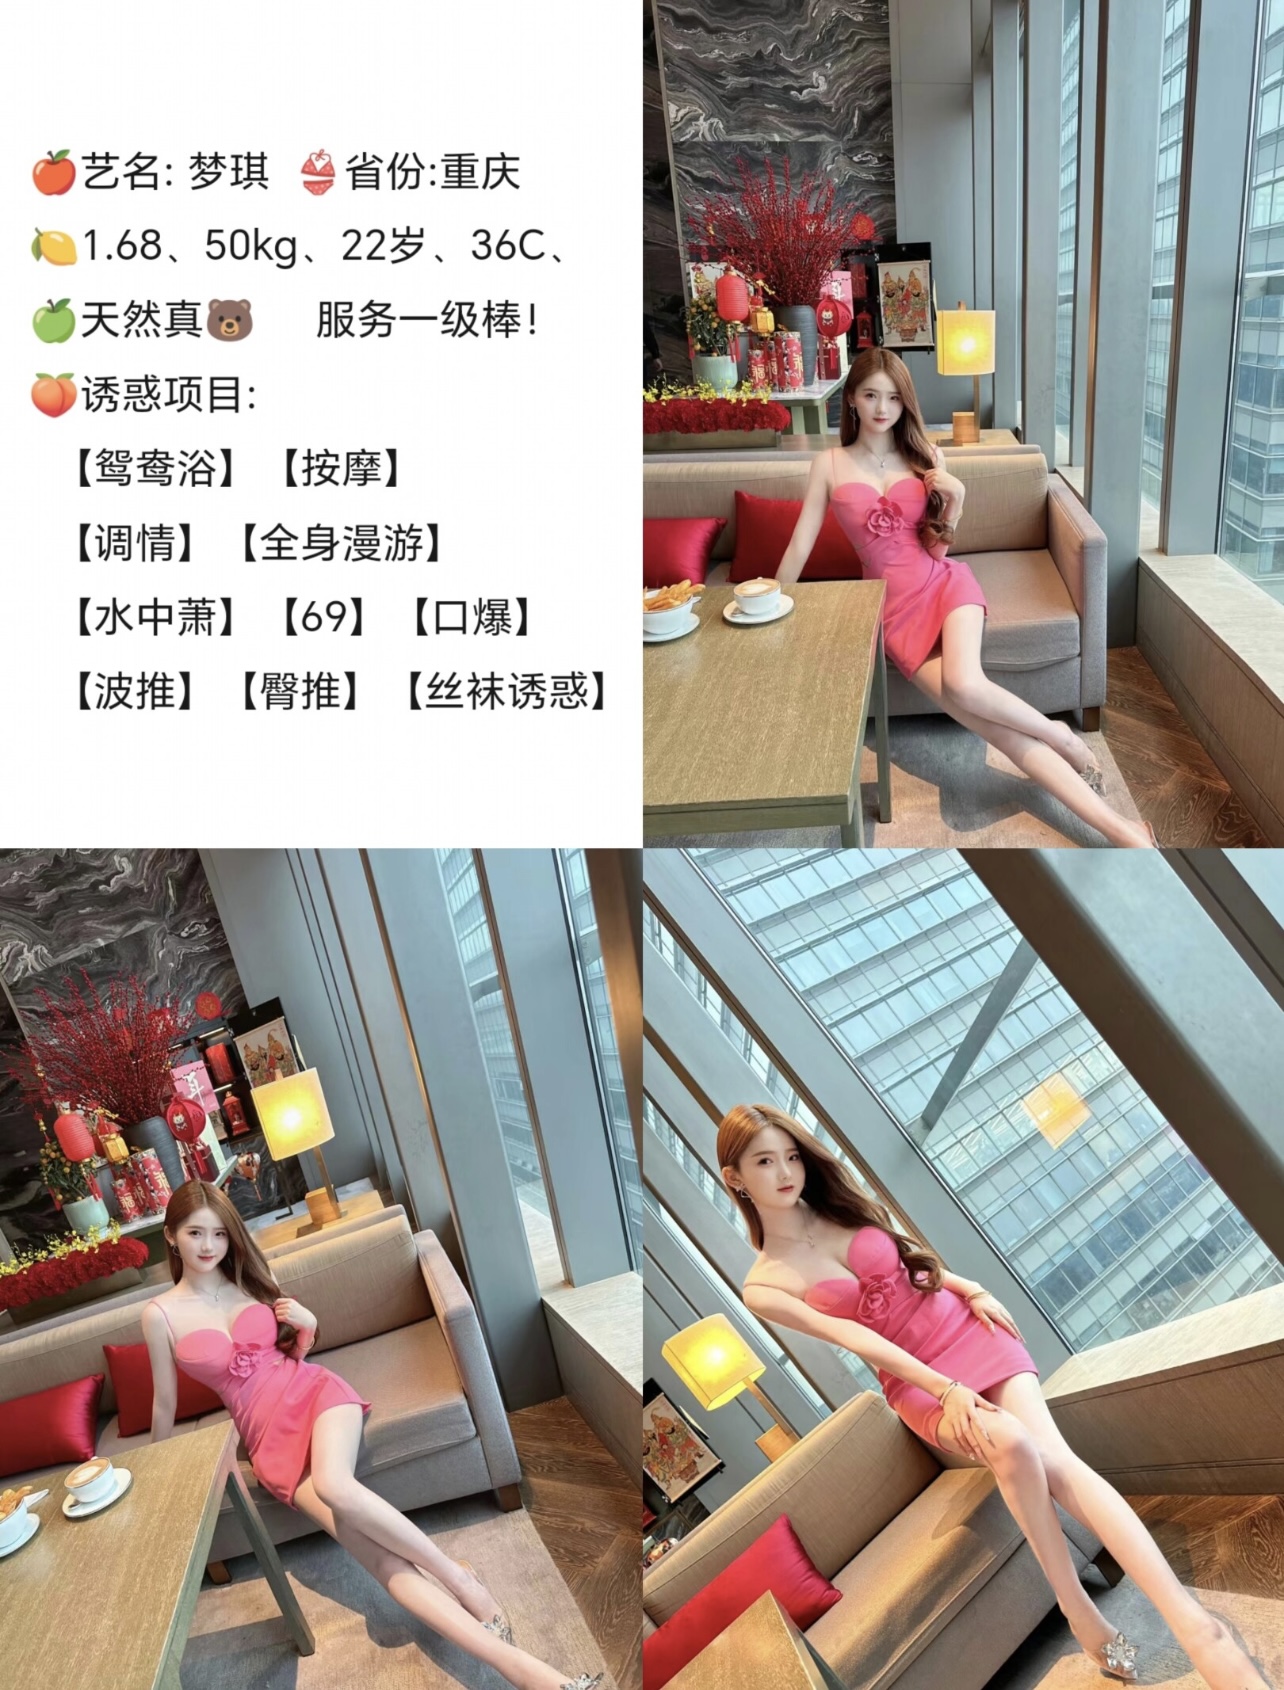 🍎艺名: 梦琪 👙省份:重庆
🍋1.68、50kg、22岁、36C、
🍏天然真🐻 服务一级棒!
🍑诱惑项目:
【鸳鸯浴】 【按摩】
【调情】 【全身漫游】
【水中萧】 【69】 【口爆】
【波推】 【臀推】 【丝袜诱惑】